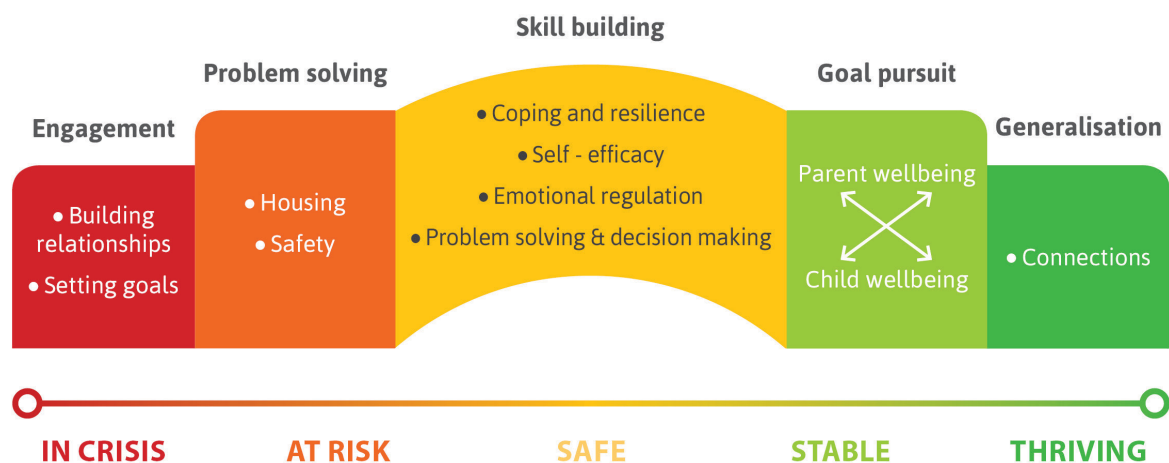 Skill building
Problem solving
Goal pursuit
Engagement
Generalisation
● Building
relationships
● Setting goals
● Housing
● Safety
● Coping and resilience
● Self - efficacy
● Emotional regulation
● Problem solving & decision making
Parent wellbeing
Child wellbeing
● Connections
IN CRISIS
AT RISK
SAFE
STABLE
THRIVING